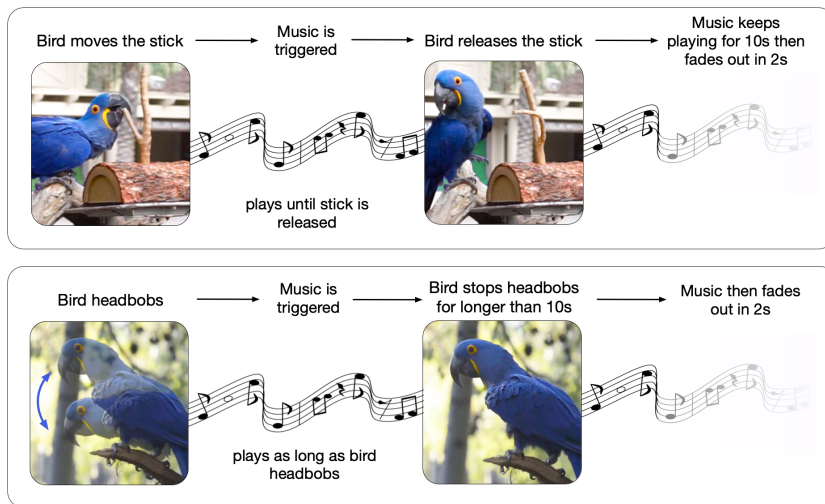 Bird moves the stick
Music is
triggered
Bird releases the stick
Music keeps
playing for 10s then
fades out in 2s
plays until stick is
released
Bird headbobs
Music is
triggered
Bird stops headbobs
for longer than 10s
Music then fades
out in 2s
plays as long as bird
headbobs